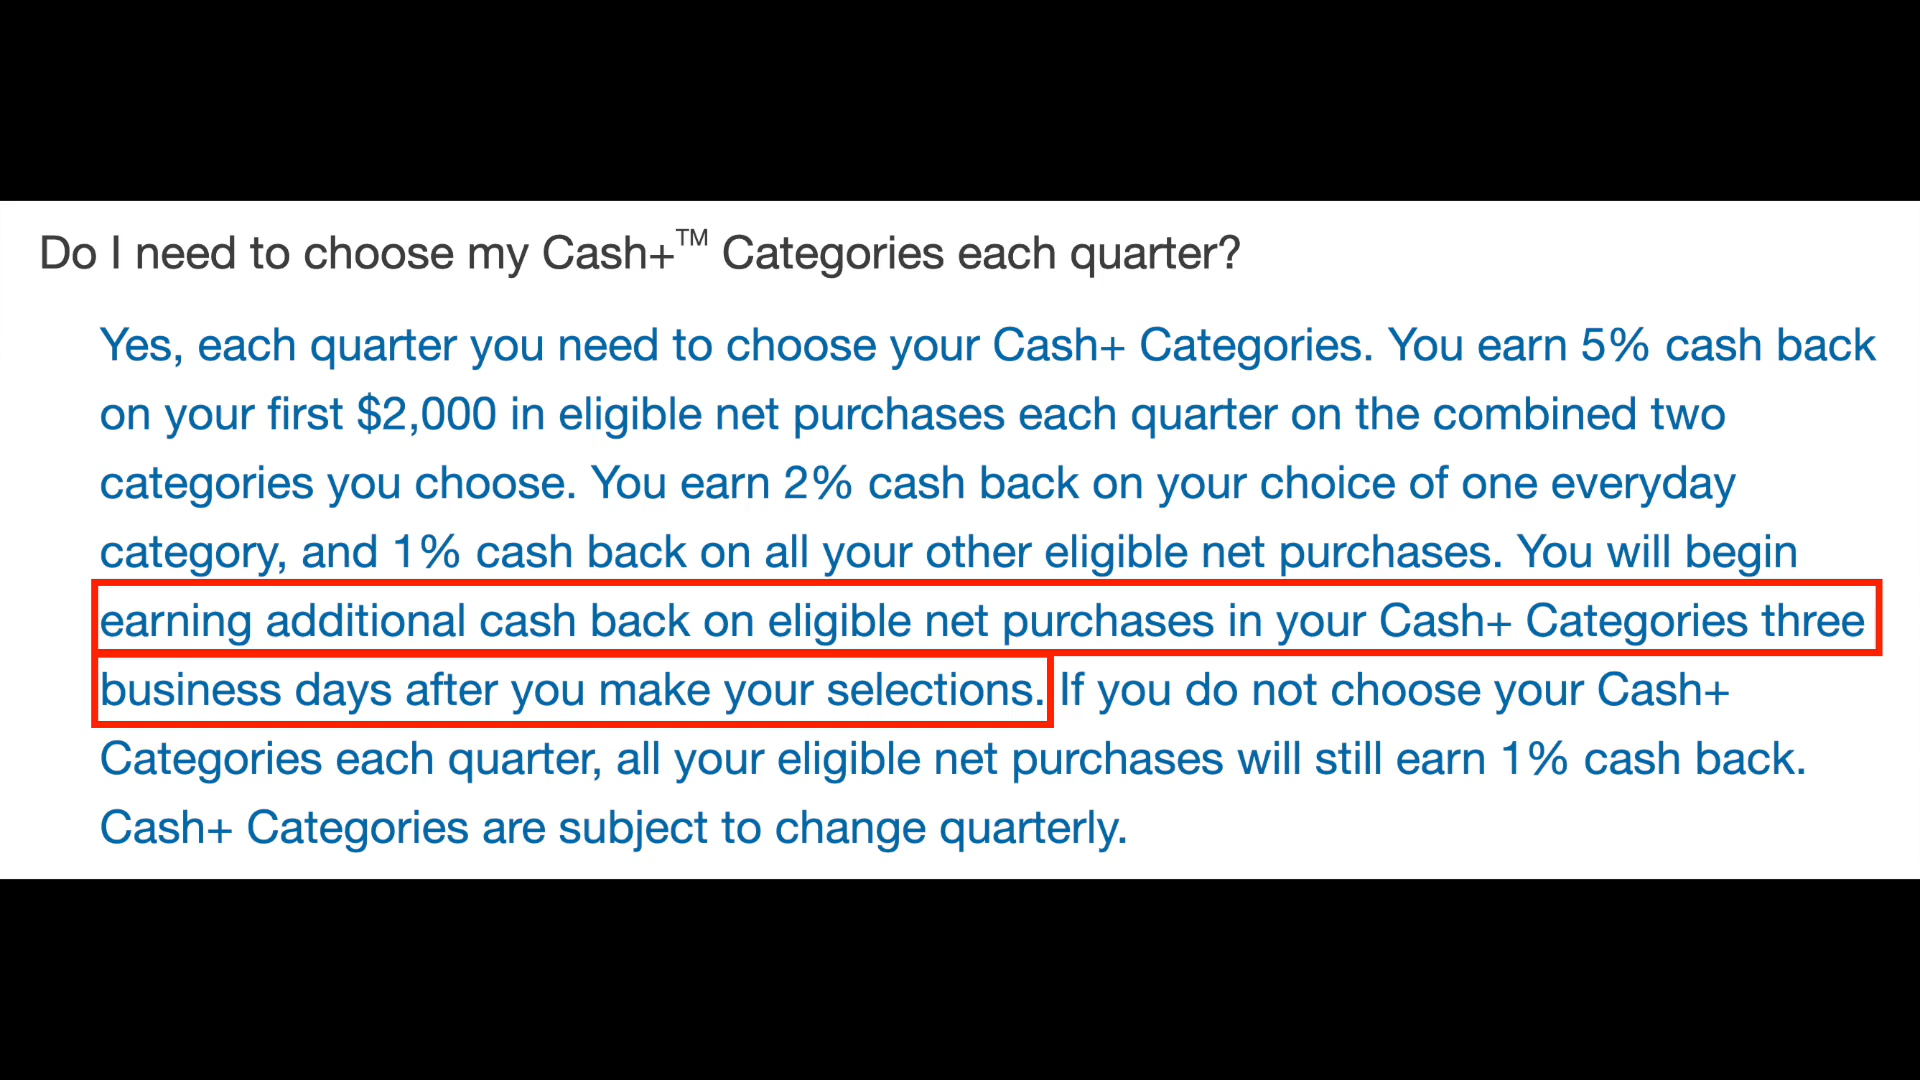 Do I need to choose my Cash+™ Categories each quarter?
Yes, each quarter you need to choose your Cash+ Categories. You earn 5% cash back
on your first $2,000 in eligible net purchases each quarter on the combined two
categories you choose. You earn 2% cash back on your choice of one everyday
category, and 1% cash back on all your other eligible net purchases. You will begin
earning additional cash back on eligible net purchases in your Cash+ Categories three
business days after you make your selections. If you do not choose your Cash+
Categories each quarter, all your eligible net purchases will still earn 1% cash back.
Cash+ Categories are subject to change quarterly.